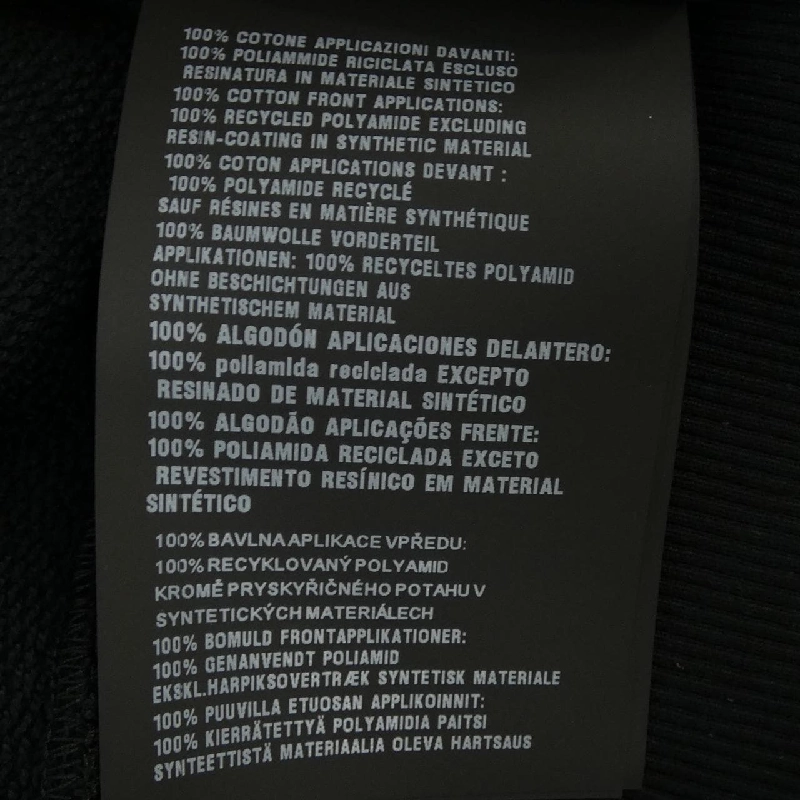 100% COTONE APPLICAZIONI DAVANTI:
100% POLIAMMIDE RICICLATA ESCLUSO
RESINATURA IN MATERIALE SINTETICO
100% COTTON FRONT APPLICATIONS:
100% RECYCLED POLYAMIDE EXCLUDING
RESIN-COATING IN SYNTHETIC MATERIAL
100% COTON APPLICATIONS DEVANT :
100% POLYAMIDE RECYCLÉ
SAUF RÉSINES EN MATIÈRE SYNTHÉTIQUE
100% BAUMWOLLE VORDERTEIL
APPLIKATIONEN: 100% RECYCELTES POLYAMID
OHNE BESCHICHTUNGEN AUS
SYNTHETISCHEM MATERIAL
100% ALGODÓN APLICACIONES DELANTERO:
100% poliamida reciclada EXCEPTO
RESINADO DE MATERIAL SINTÉTICO
100% ALGODÃO APLICAÇÕES FRENTE:
100% POLIAMIDA RECICLADA EXCETO
REVESTIMENTO RESÍNICO EM MATERIAL
SINTÉTICO
100% BAVLNA APLIKACE VPŘEDU:
100% RECYKLOVANÝ POLYAMID
KROMĚ PRYSKYŘIČNÉHO POTAHU V
SYNTETICKÝCH MATERIÁLECH
100% BOMULD FRONTAPPLIKATIONER:
100% GENANVENDT POLIAMID
EKSKL.HARPIKSOVERTRÆK SYNTETISK MATERIALE
100% PUUVILLA ETUOSAN APPLIKOINNIT:
100% KIERRÄTETTYÄ POLYAMIDIA PAITSI
SYNTEETTISTÄ MATERIAALIA OLEVA HARTSAUS